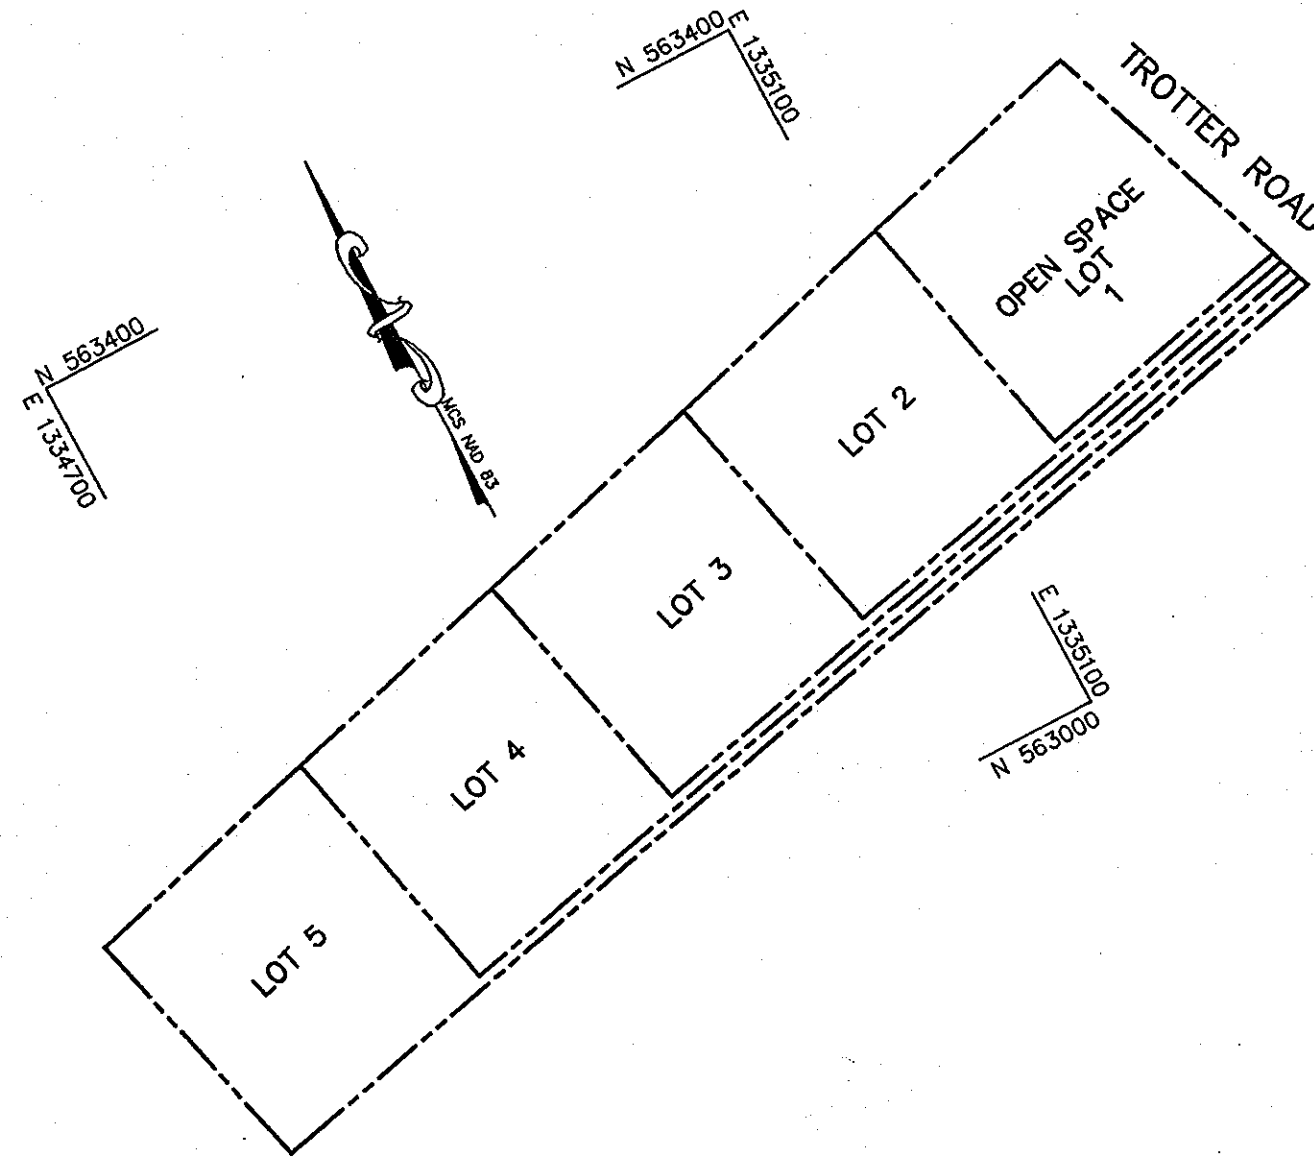 N 563400
E 1335100
TROTTER ROAD
OPEN SPACE
LOT
1
N 563400
E 1334700
MCS NAD 83
LOT 2
LOT 3
E 1335100
N 563000
LOT 4
LOT 5